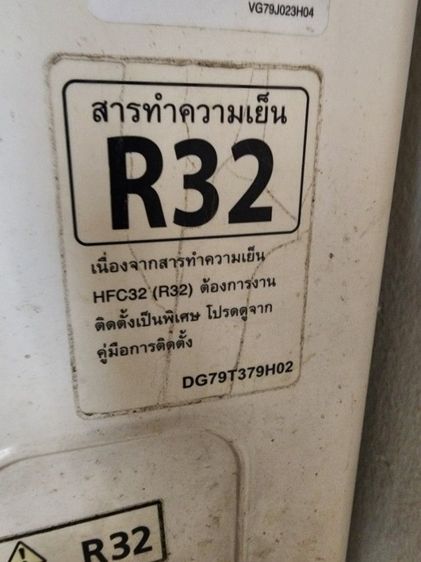 VG79J023H04
สารทำความเย็น
R32
เนื่องจากสารทำความเย็น
HFC32 (R32) ต้องการงาน
ติดตั้งเป็นพิเศษ โปรดดูจาก
คู่มือการติดตั้ง
DG79T379H02
R32